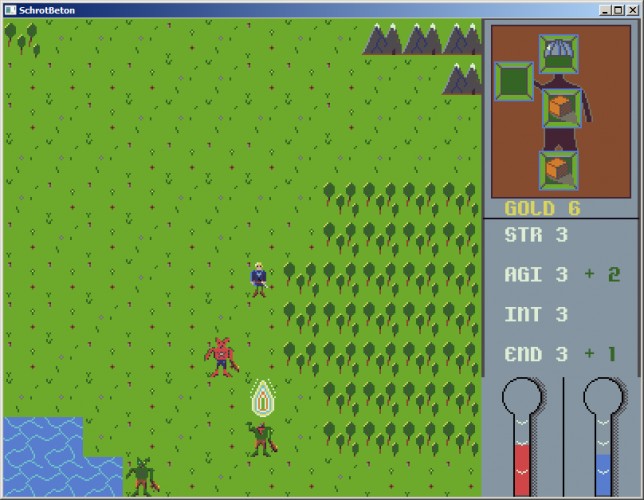 SchrotBeton
GOLD 6
STR 3
AGI 3 + 2
INT 3
END 3 + 1